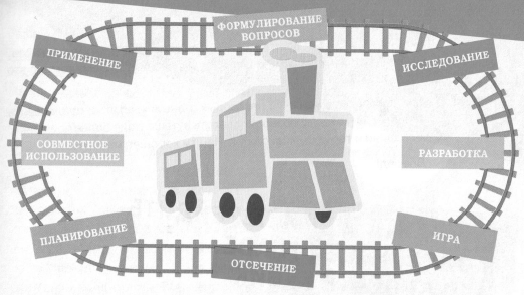 ФОРМУЛИРОВАНИЕ
ВОПРОСОВ
ИССЛЕДОВАНИЕ
РАЗРАБОТКА
ИГРА
ОТСЕЧЕНИЕ
ПЛАНИРОВАНИЕ
СОВМЕСТНОЕ
ИСПОЛЬЗОВАНИЕ
ПРИМЕНЕНИЕ